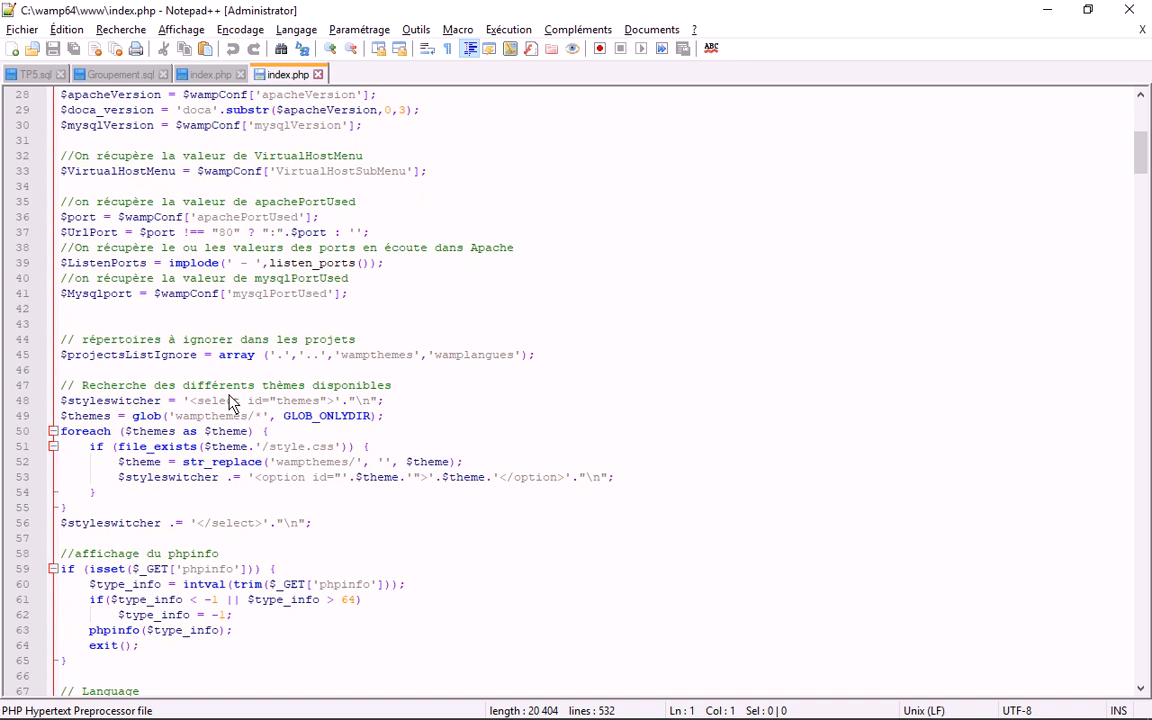 C:\wamp64\www\index.php - Notepad++ [Administrator]
Fichier Édition Recherche Affichage Encodage Langage Paramétrage Outils Macro Exécution Compléments Documents ? X
ABC
TP5.sql Groupement.sql index.php index.php
28 $apacheVersion = $wampConf['apacheVersion'];
29 $doca_version = 'doca'.substr($apacheVersion,0,3);
30 $mysqlVersion = $wampConf['mysqlVersion'];
31
32 //On récupère la valeur de VirtualHostMenu
33 $VirtualHostMenu = $wampConf['VirtualHostSubMenu'];
34
35 //on récupère la valeur de apachePortUsed
36 $port = $wampConf['apachePortUsed'];
37 $UrlPort = $port !== "80" ? ":".$port : '';
38 //On récupère le ou les valeurs des ports en écoute dans Apache
39 $ListenPorts = implode(' - ',listen_ports());
40 //on récupère la valeur de mysqlPortUsed
41 $Mysqlport = $wampConf['mysqlPortUsed'];
42
43
44 // répertoires à ignorer dans les projets
45 $projectsListIgnore = array ('.','..','wampthemes','wamplangues');
46
47 // Recherche des différents thèmes disponibles
48 $styleswitcher = '<select id="themes">'."\n";
49 $themes = glob('wampthemes/*', GLOB_ONLYDIR);
50 foreach ($themes as $theme) {
51 if (file_exists($theme.'/style.css')) {
52 $theme = str_replace('wampthemes/', '', $theme);
53 $styleswitcher .= '<option id="'.$theme.'">'.$theme.'</option>'."\n";
54 }
55 }
56 $styleswitcher .= '</select>'."\n";
57
58 //affichage du phpinfo
59 if (isset($_GET['phpinfo'])) {
60 $type_info = intval(trim($_GET['phpinfo']));
61 if($type_info < -1 || $type_info > 64)
62 $type_info = -1;
63 phpinfo($type_info);
64 exit();
65 }
66
67 // Language
PHP Hypertext Preprocessor file length : 20 404 lines : 532 Ln : 1 Col : 1 Sel : 0 | 0 Unix (LF) UTF-8 INS